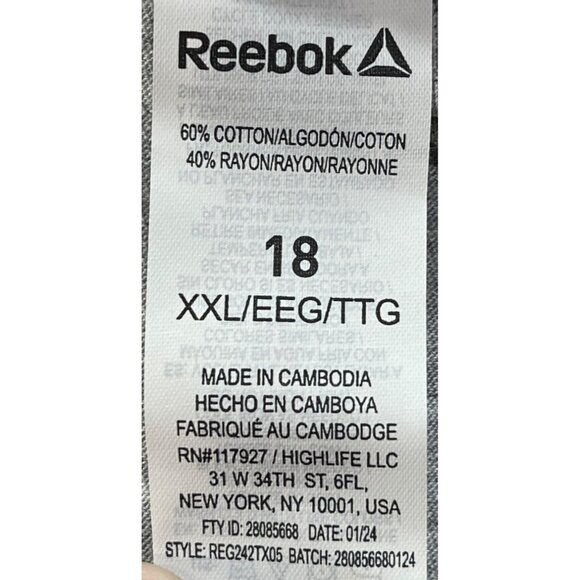 Reebok
60% COTTON/ALGODÓN/COTON
40% RAYON/RAYON/RAYONNE
18
XXL/EEG/TTG
MADE IN CAMBODIA
HECHO EN CAMBOYA
FABRIQUÉ AU CAMBODGE
RN#117927 / HIGHLIFE LLC
31 W 34TH ST, 6FL,
NEW YORK, NY 10001, USA
FTY ID: 28085668 DATE: 01/24
STYLE: REG242TX05 BATCH: 280856680124